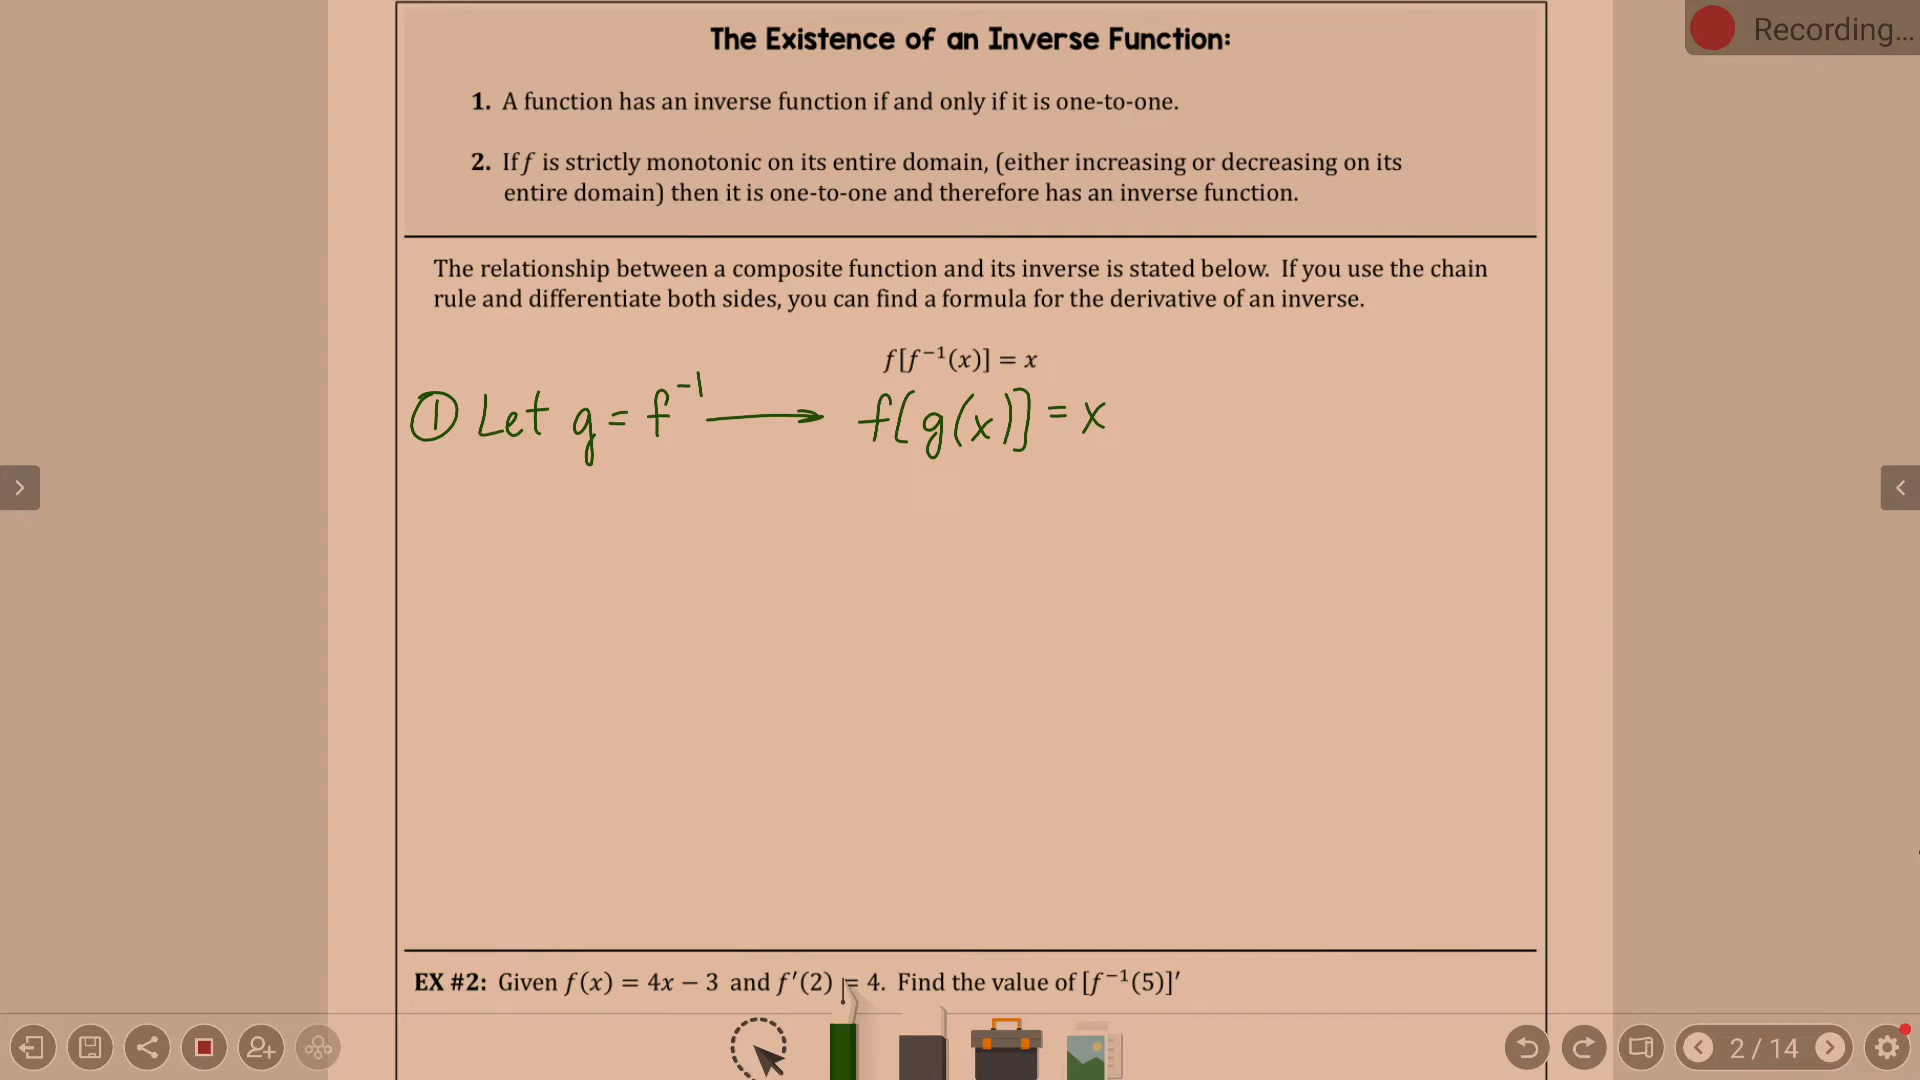 The Existence of an Inverse Function:
Recording...
1. A function has an inverse function if and only if it is one-to-one.
2. If f is strictly monotonic on its entire domain, (either increasing or decreasing on its
entire domain) then it is one-to-one and therefore has an inverse function.
The relationship between a composite function and its inverse is stated below. If you use the chain
rule and differentiate both sides, you can find a formula for the derivative of an inverse.
f[f⁻¹(x)] = x
① Let g = f⁻¹ → f[g(x)] = x
EX #2: Given f(x) = 4x − 3 and f′(2) = 4. Find the value of [f⁻¹(5)]′
2 / 14